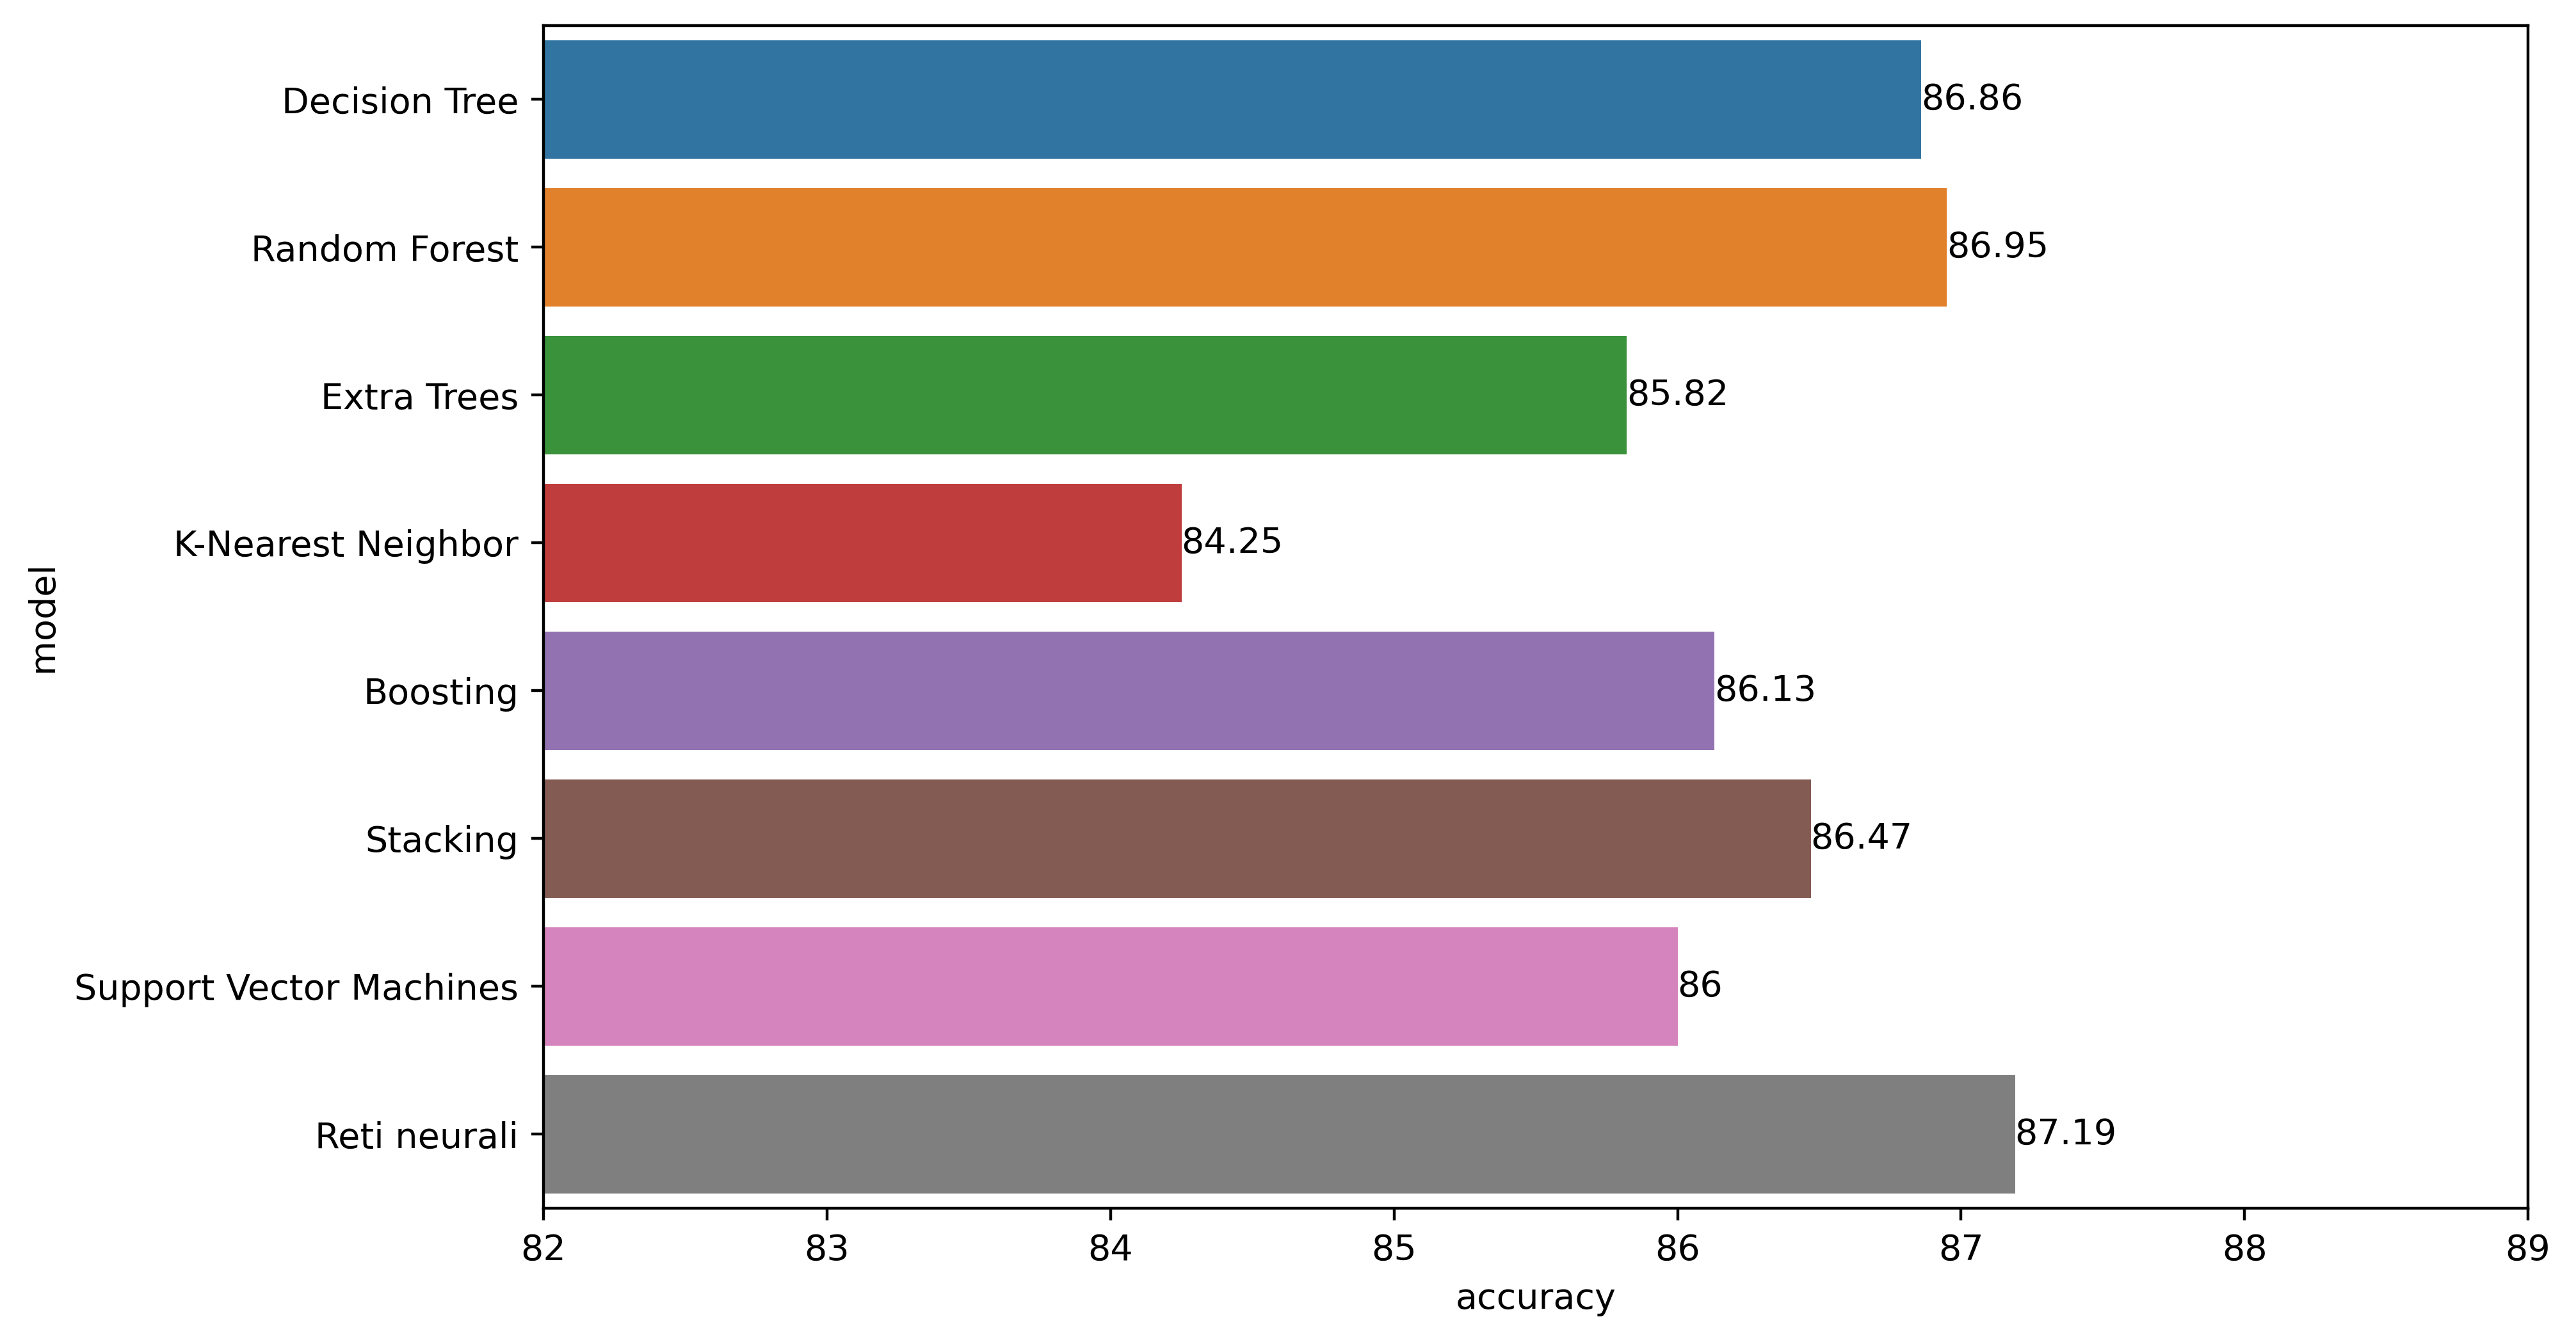 Decision Tree
86.86
Random Forest
86.95
Extra Trees
85.82
K-Nearest Neighbor
84.25
model
Boosting
86.13
Stacking
86.47
Support Vector Machines
86
Reti neurali
87.19
82 83 84 85 86 87 88 89
accuracy